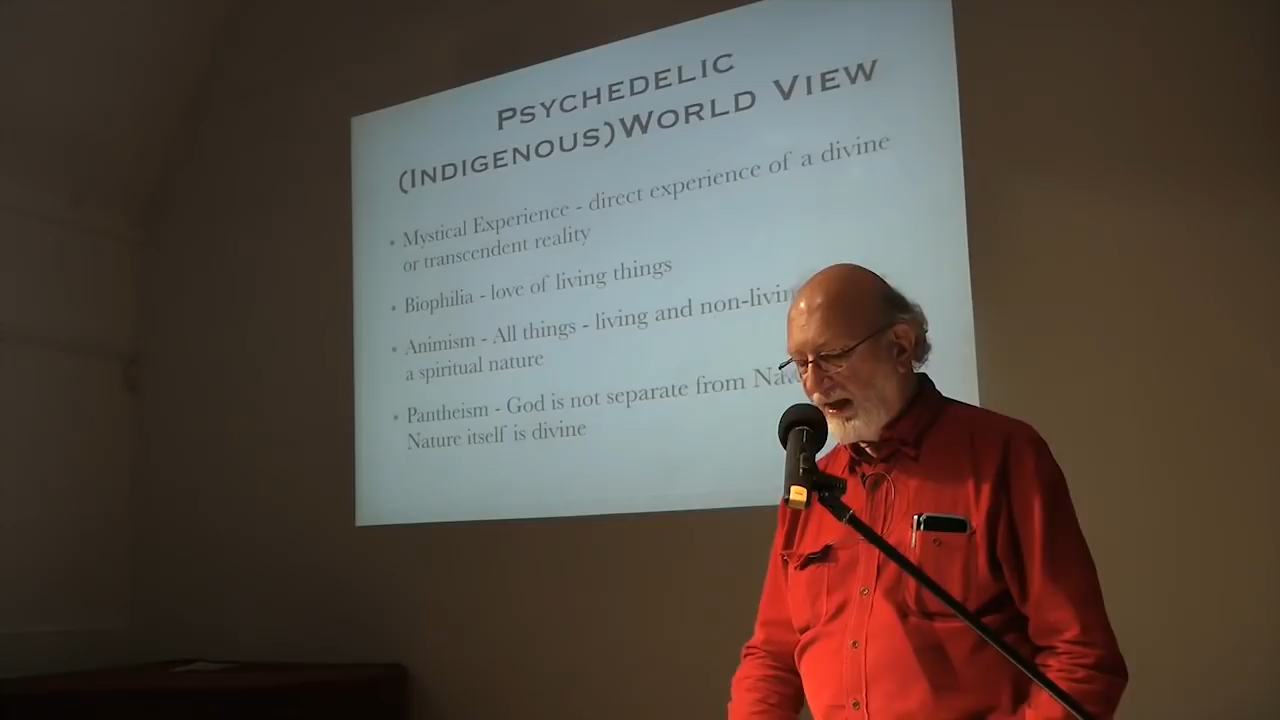 PSYCHEDELIC
(INDIGENOUS)WORLD VIEW
• Mystical Experience - direct experience of a divine
or transcendent reality
• Biophilia - love of living things
• Animism - All things - living and non-livin
a spiritual nature
• Pantheism - God is not separate from Na
Nature itself is divine